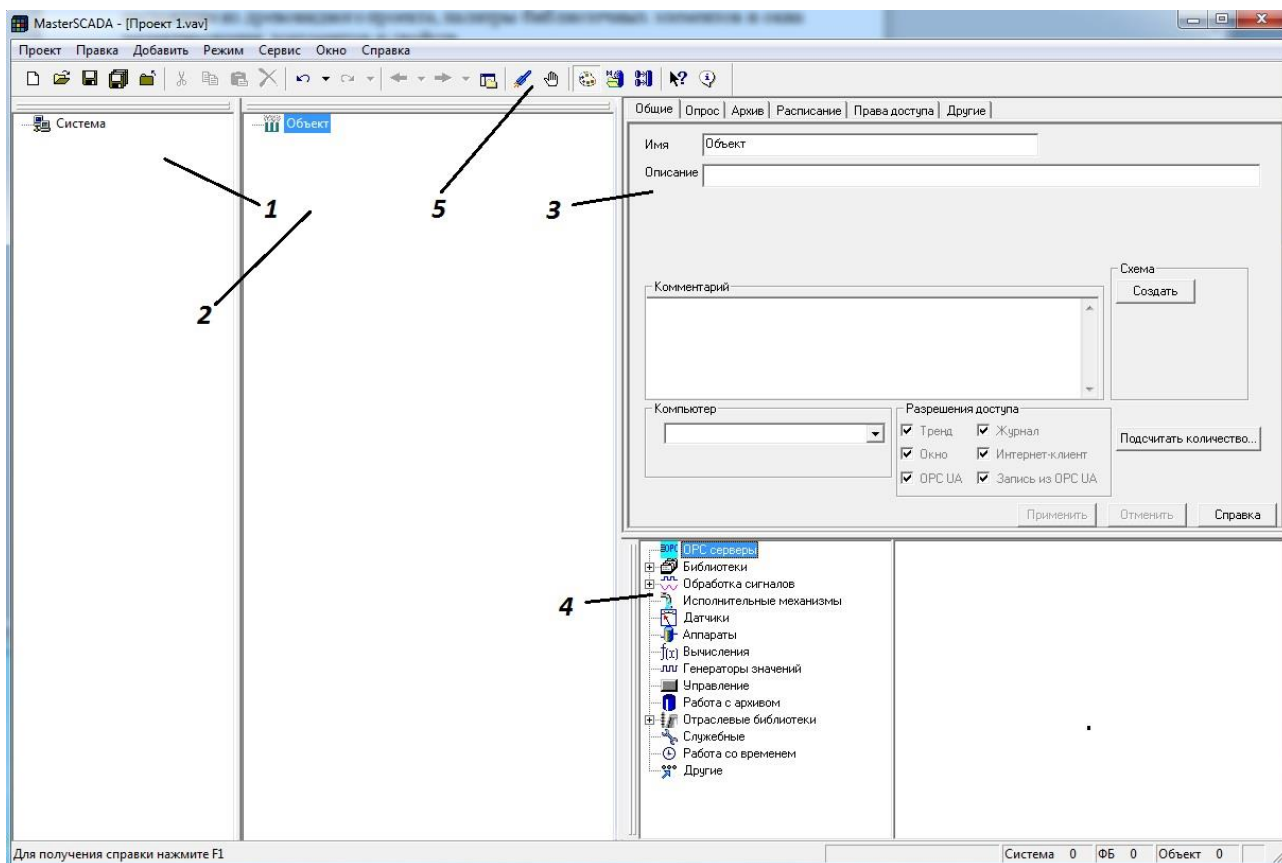 MasterSCADA - [Проект 1.vav]
Проект Правка Добавить Режим Сервис Окно Справка
Система
Объект
Общие Опрос Архив Расписание Права доступа Другие
Имя Объект
Описание
1
5
3
2
Схема
Создать
Комментарий
Компьютер
Разрешения доступа
Тренд Журнал
Окно Интернет-клиент
OPC UA Запись из OPC UA
Подсчитать количество...
Применить Отменить Справка
4
OPC серверы
Библиотеки
Обработка сигналов
Исполнительные механизмы
Датчики
Аппараты
Вычисления
Генераторы значений
Управление
Работа с архивом
Отраслевые библиотеки
Служебные
Работа со временем
Другие
Для получения справки нажмите F1
Система 0 ФБ 0 Объект 0